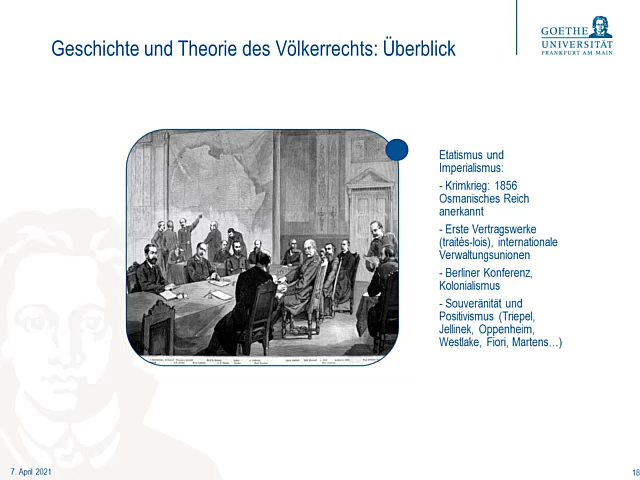 Geschichte und Theorie des Völkerrechts: Überblick
GOETHE
UNIVERSITÄT
FRANKFURT AM MAIN
Etatismus und
Imperialismus:
- Krimkrieg: 1856
Osmanisches Reich
anerkannt
- Erste Vertragswerke
(traités-lois), internationale
Verwaltungsunionen
- Berliner Konferenz,
Kolonialismus
- Souveränität und
Positivismus (Triepel,
Jellinek, Oppenheim,
Westlake, Fiori, Martens…)
7. April 2021
18